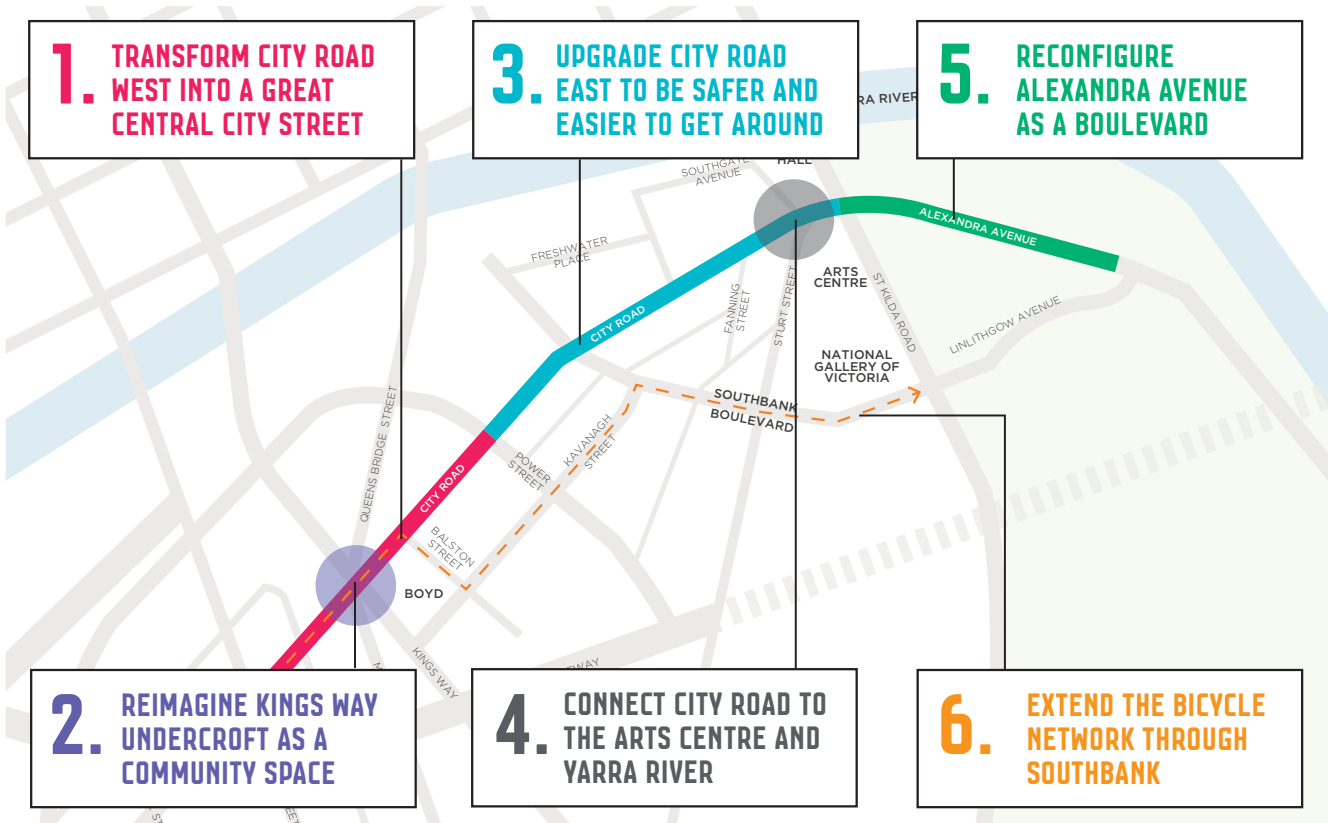 1.
TRANSFORM CITY ROAD
WEST INTO A GREAT
CENTRAL CITY STREET
3.
UPGRADE CITY ROAD
EAST TO BE SAFER AND
EASIER TO GET AROUND
5.
RECONFIGURE
ALEXANDRA AVENUE
AS A BOULEVARD
RIVER
HALL
SOUTHGATE
AVENUE
ALEXANDRA AVENUE
FRESHWATER
PLACE
ARTS
CENTRE
ST KILDA ROAD
FANNING
STREET
STURT STREET
CITY ROAD
LINLITHGOW AVENUE
NATIONAL
GALLERY OF
VICTORIA
SOUTHBANK
BOULEVARD
QUEENS BRIDGE STREET
KAVANAGH
STREET
POWER
STREET
CITY ROAD
BALSTON
STREET
BOYD
KINGS WAY
2.
REIMAGINE KINGS WAY
UNDERCROFT AS A
COMMUNITY SPACE
4.
CONNECT CITY ROAD TO
THE ARTS CENTRE AND
YARRA RIVER
6.
EXTEND THE BICYCLE
NETWORK THROUGH
SOUTHBANK